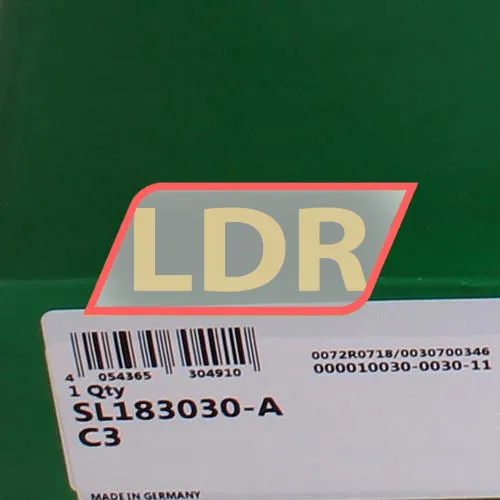 LDR
4 054365 304910
0072R0718/0030700346
000010030-0030-11
1 Qty
SL183030-A
C3
MADE IN GERMANY